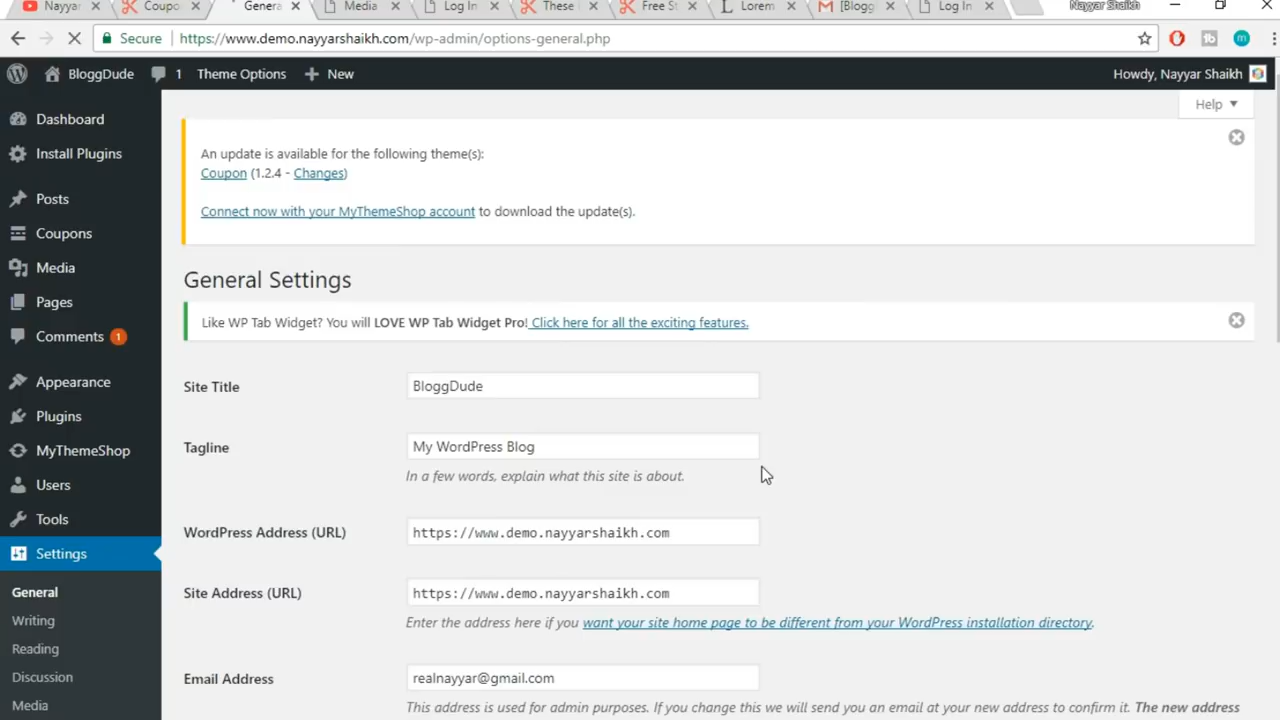 Nayyar Coupo Genera Media Log In These Free St Lorem [Blogg Log In Nayyar Shaikh
Secure https://www.demo.nayyarshaikh.com/wp-admin/options-general.php
BloggDude 1 Theme Options New Howdy, Nayyar Shaikh
Help
Dashboard
Install Plugins
Posts
Coupons
Media
Pages
Comments 1
Appearance
Plugins
MyThemeShop
Users
Tools
Settings
General
Writing
Reading
Discussion
Media
An update is available for the following theme(s):
Coupon (1.2.4 - Changes)
Connect now with your MyThemeShop account to download the update(s).
General Settings
Like WP Tab Widget? You will LOVE WP Tab Widget Pro! Click here for all the exciting features.
Site Title BloggDude
Tagline My WordPress Blog
In a few words, explain what this site is about.
WordPress Address (URL) https://www.demo.nayyarshaikh.com
Site Address (URL) https://www.demo.nayyarshaikh.com
Enter the address here if you want your site home page to be different from your WordPress installation directory.
Email Address realnayyar@gmail.com
This address is used for admin purposes. If you change this we will send you an email at your new address to confirm it. The new address